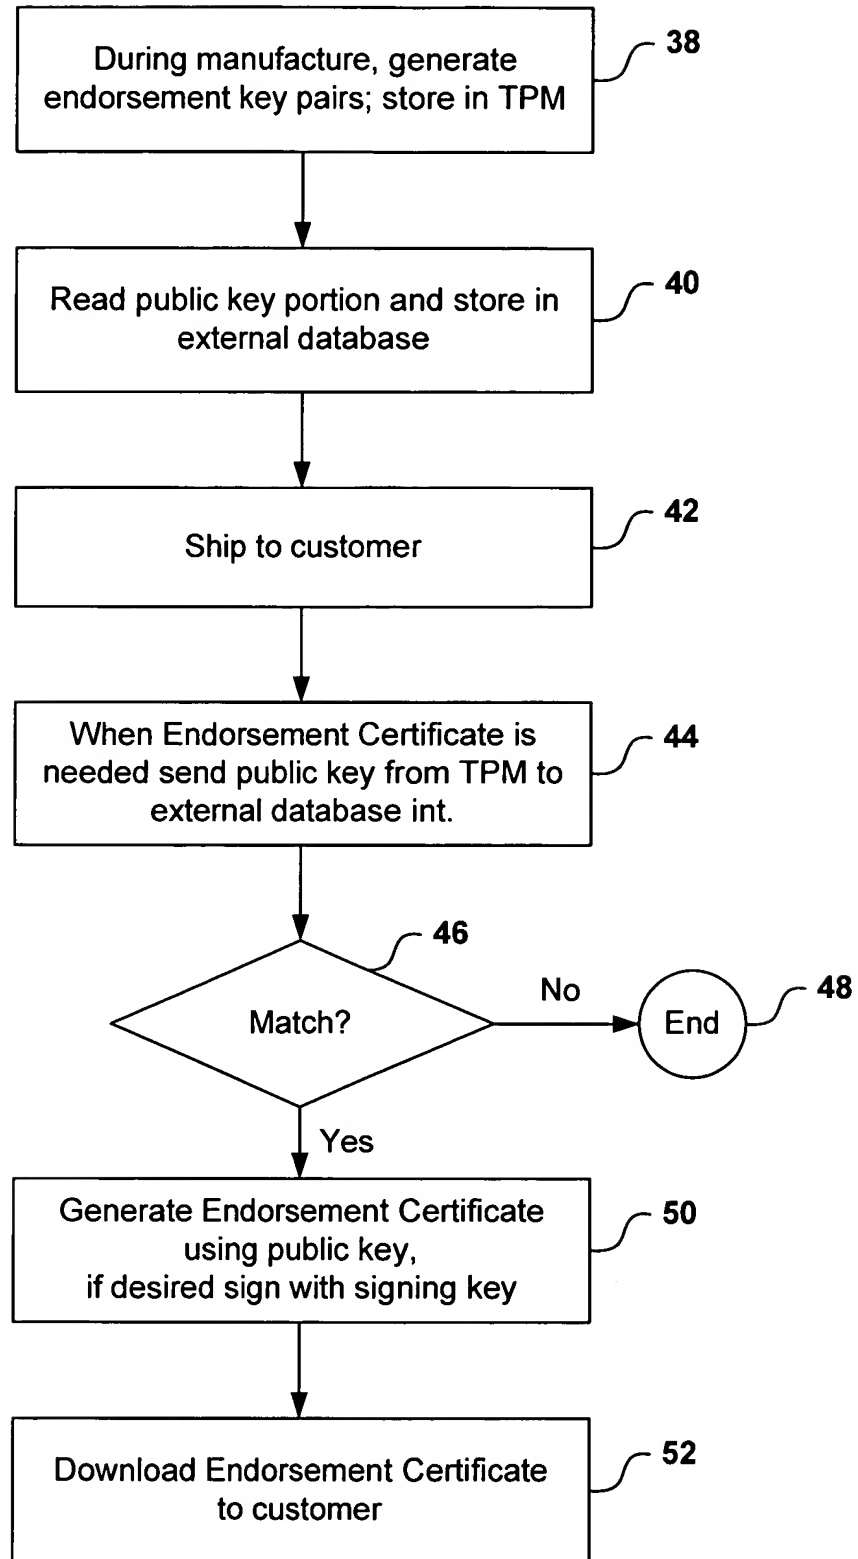 During manufacture, generate
endorsement key pairs; store in TPM
38
Read public key portion and store in
external database
40
Ship to customer
42
When Endorsement Certificate is
needed send public key from TPM to
external database int.
44
46
Match?
No
End
48
Yes
Generate Endorsement Certificate
using public key,
if desired sign with signing key
50
Download Endorsement Certificate
to customer
52